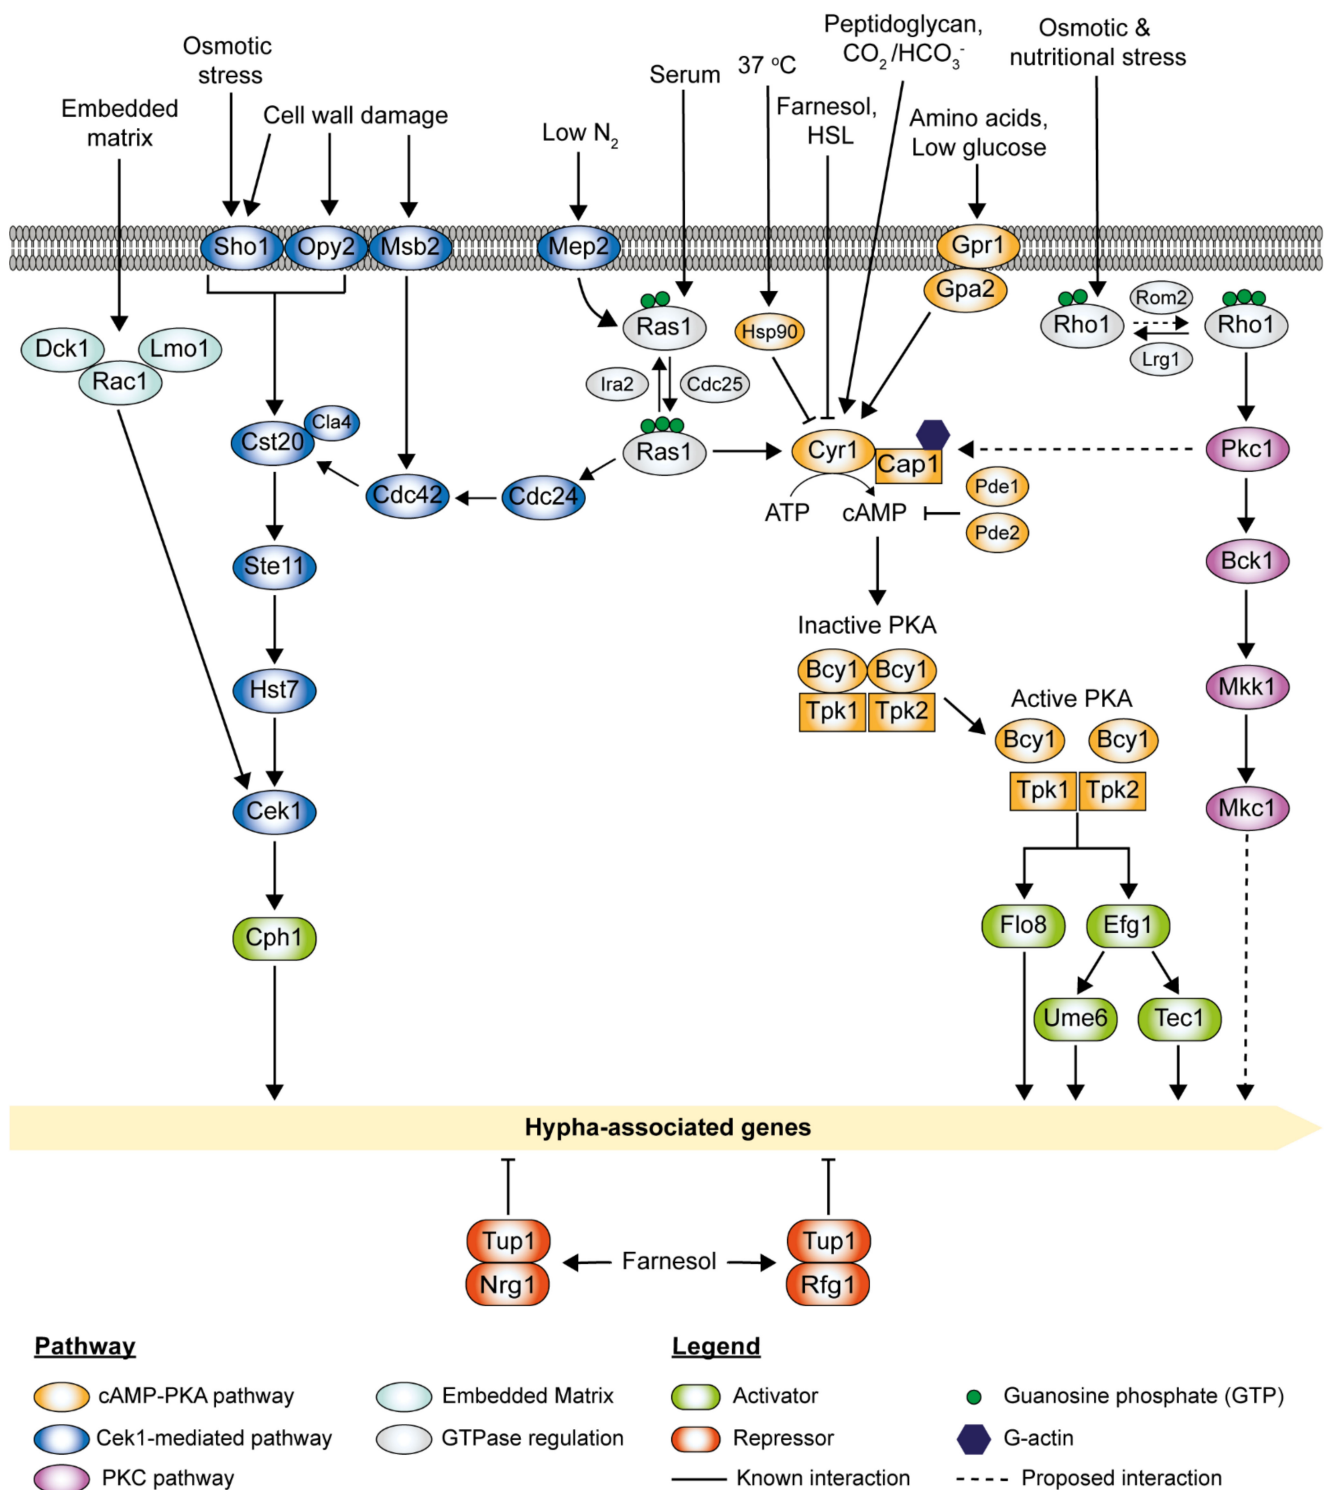 Peptidoglycan,
CO2/HCO3-
Osmotic &
nutritional stress
Osmotic
stress
Serum
37 oC
Embedded
matrix
Cell wall damage
Low N2
Farnesol,
HSL
Amino acids,
Low glucose
Sho1
Opy2
Msb2
Mep2
Gpr1
Gpa2
Dck1
Lmo1
Rac1
Ras1
Hsp90
Rho1
Rom2
Rho1
Lrg1
Ira2
Cdc25
Cst20
Cla4
Ras1
Cyr1
Cap1
Pkc1
Cdc42
Cdc24
ATP
cAMP
Pde1
Pde2
Ste11
Bck1
Inactive PKA
Bcy1
Bcy1
Tpk1
Tpk2
Hst7
Mkk1
Active PKA
Bcy1
Bcy1
Tpk1
Tpk2
Cek1
Mkc1
Cph1
Flo8
Efg1
Ume6
Tec1
Hypha-associated genes
Tup1
Nrg1
Farnesol
Tup1
Rfg1
Pathway
cAMP-PKA pathway
Cek1-mediated pathway
PKC pathway
Embedded Matrix
GTPase regulation
Legend
Activator
Repressor
Known interaction
Guanosine phosphate (GTP)
G-actin
Proposed interaction